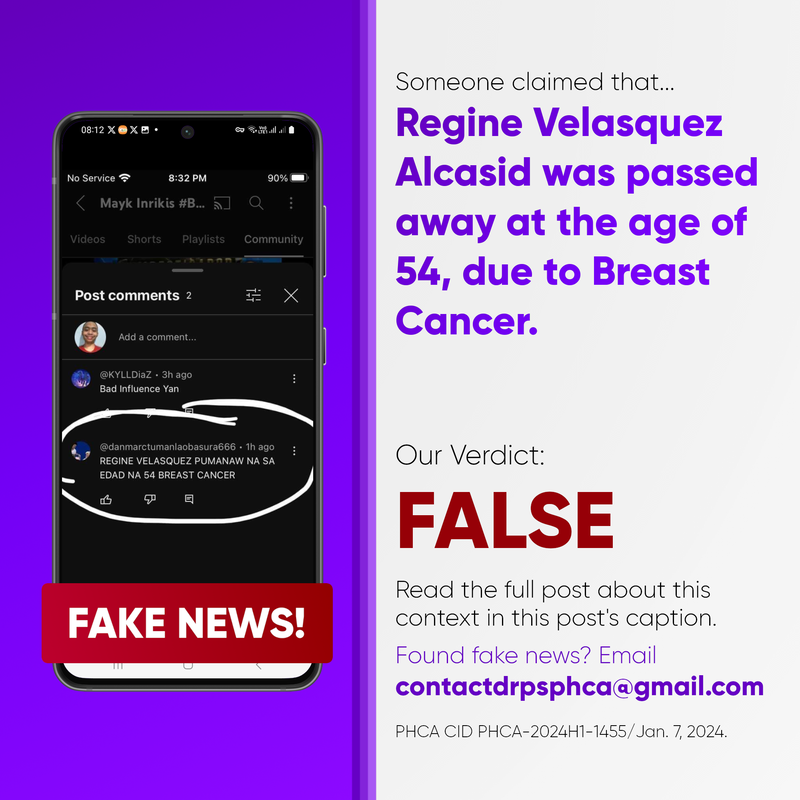 08:12
No Service
8:32 PM
90%
Mayk Inrikis #B...
Videos Shorts Playlists Community
Post comments 2
Add a comment...
@KYLLDiaZ • 3h ago
Bad Influence Yan
@danmarctumanlaobasura666 • 1h ago
REGINE VELASQUEZ PUMANAW NA SA
EDAD NA 54 BREAST CANCER
FAKE NEWS!
Someone claimed that...
Regine Velasquez
Alcasid was passed
away at the age of
54, due to Breast
Cancer.
Our Verdict:
FALSE
Read the full post about this
context in this post's caption.
Found fake news? Email
contactdrpsphca@gmail.com
PHCA CID PHCA-2024H1-1455/Jan. 7, 2024.